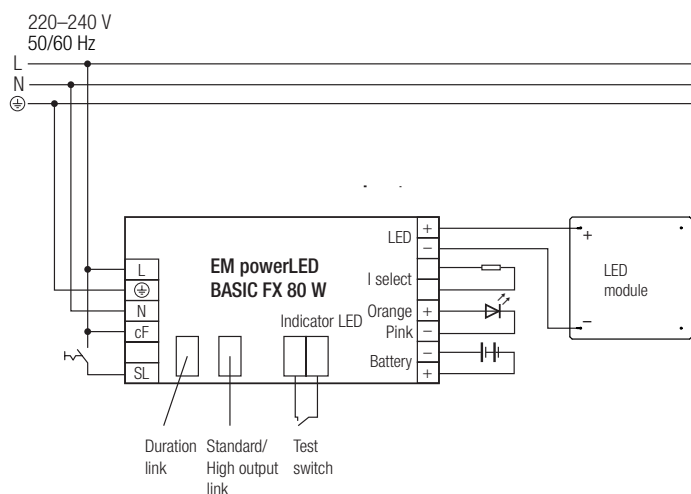 220–240 V
50/60 Hz
L
N
EM powerLED
BASIC FX 80 W
LED
+
−
I select
Orange
+
Pink
−
Battery
−
+
Indicator LED
L
N
cF
SL
+
−
LED
module
Duration
link
Standard/
High output
link
Test
switch